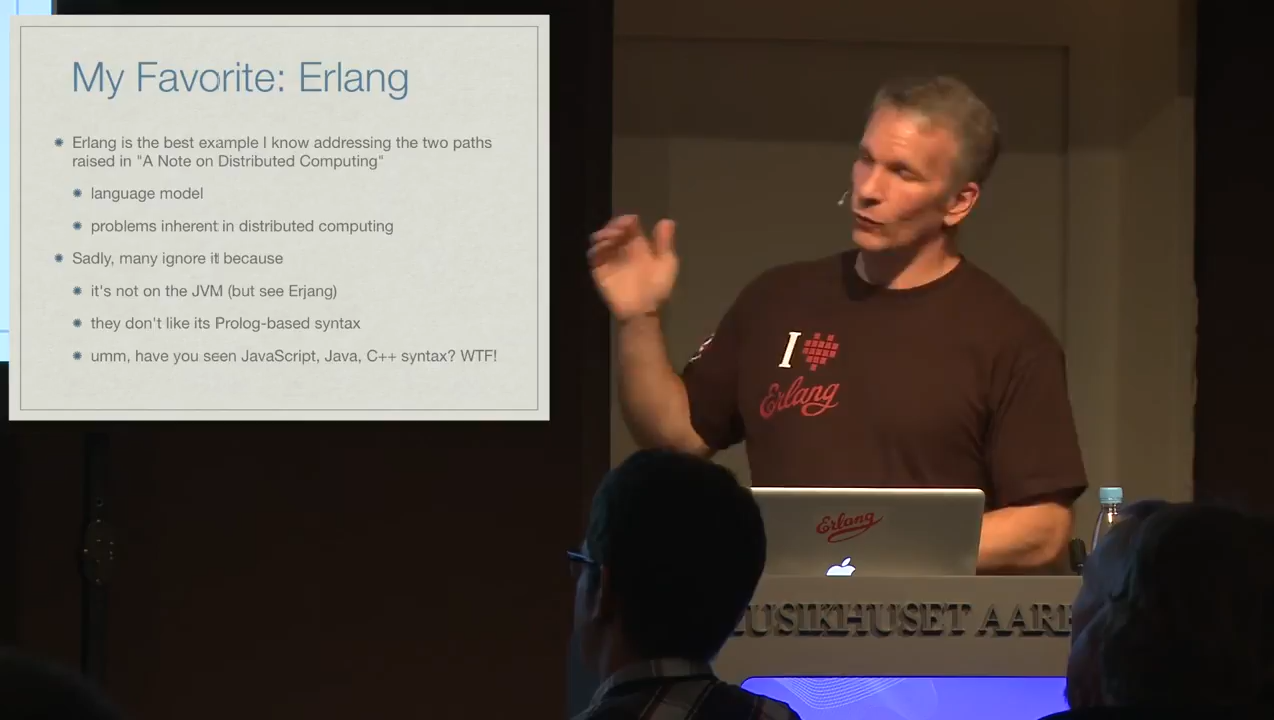 My Favorite: Erlang
Erlang is the best example I know addressing the two paths
raised in "A Note on Distributed Computing"
language model
problems inherent in distributed computing
Sadly, many ignore it because
it's not on the JVM (but see Erjang)
they don't like its Prolog-based syntax
umm, have you seen JavaScript, Java, C++ syntax? WTF!
I
Erlang
Erlang
USIKHUSET AAR